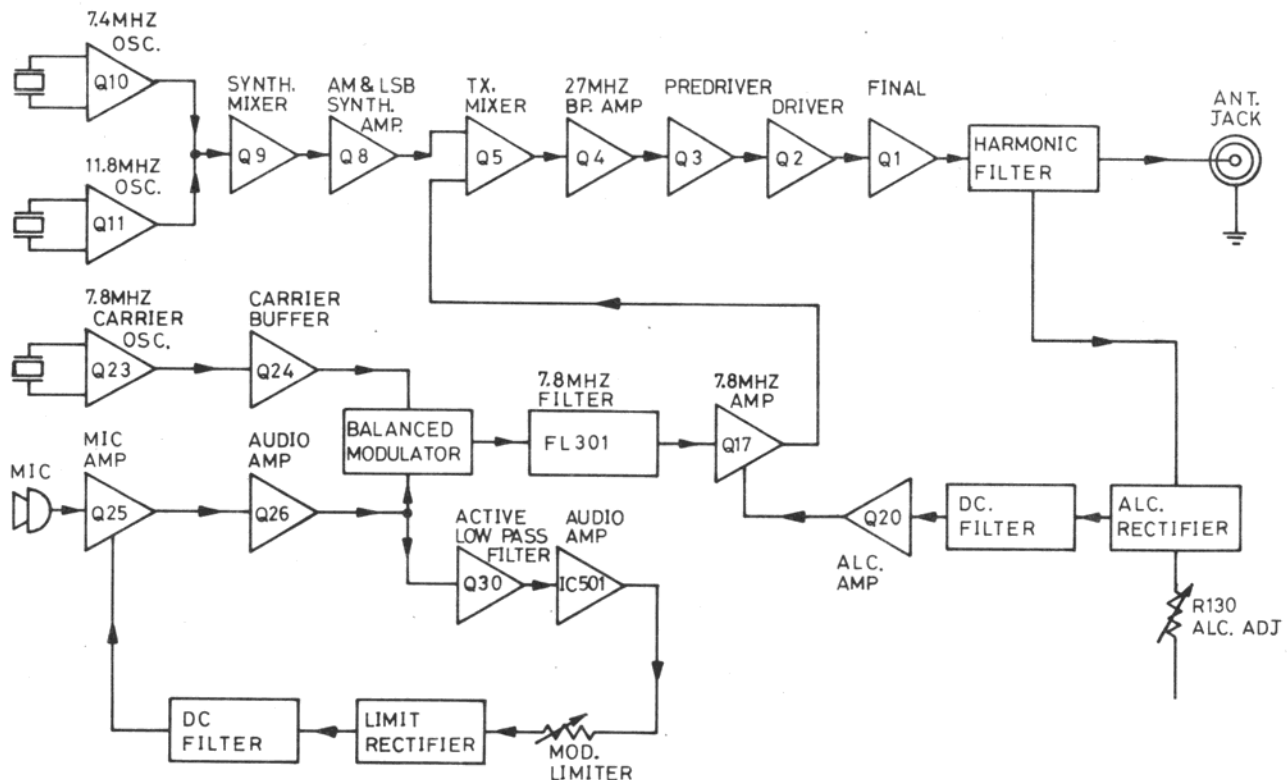 7.4MHZ
OSC.
Q10
11.8MHZ
OSC.
Q11
SYNTH.
MIXER
Q9
AM & LSB
SYNTH.
AMP.
Q8
TX.
MIXER
Q5
27MHZ
BP. AMP
Q4
PREDRIVER
Q3
DRIVER
Q2
FINAL
Q1
HARMONIC
FILTER
ANT.
JACK
7.8MHZ
CARRIER
OSC.
Q23
CARRIER
BUFFER
Q24
BALANCED
MODULATOR
7.8MHZ
FILTER
FL301
7.8MHZ
AMP
Q17
MIC
MIC
AMP
Q25
AUDIO
AMP
Q26
ACTIVE
LOW PASS
FILTER
Q30
AUDIO
AMP
IC501
Q20
ALC.
AMP
DC.
FILTER
ALC.
RECTIFIER
R130
ALC. ADJ
DC
FILTER
LIMIT
RECTIFIER
MOD.
LIMITER